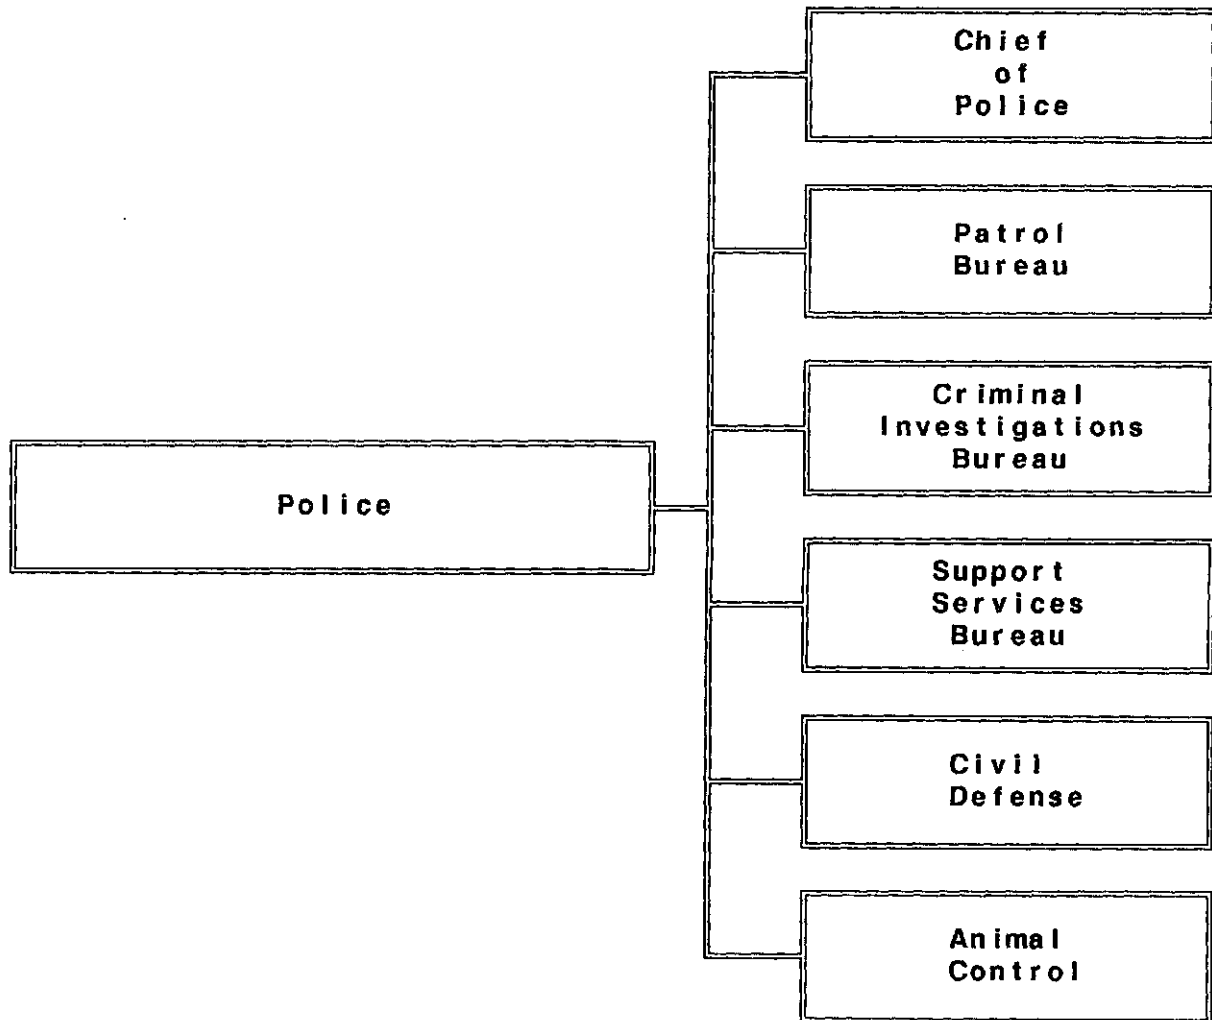 Chief
of
Police
Patrol
Bureau
Criminal
Investigations
Bureau
Police
Support
Services
Bureau
Civil
Defense
Animal
Control